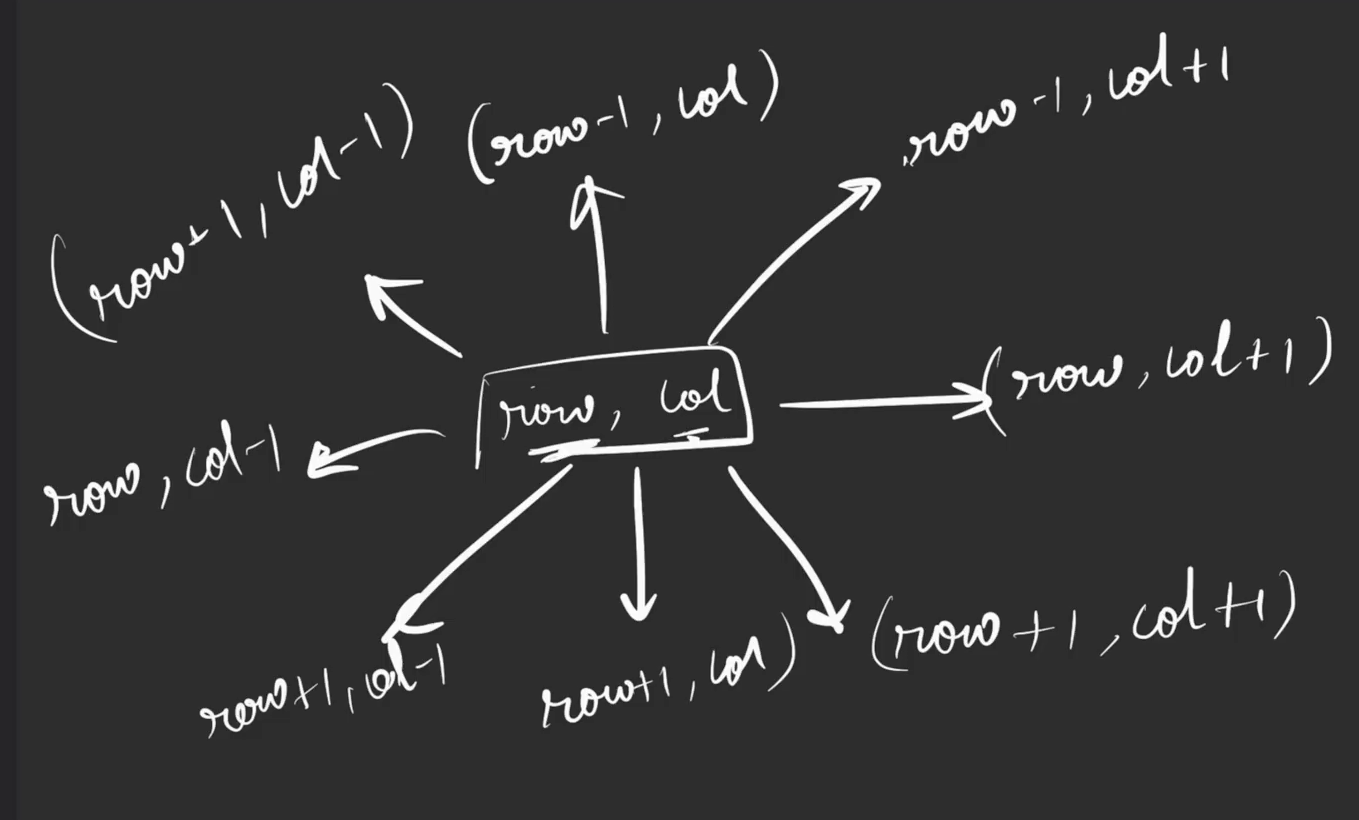 (row+1, col-1)
(row-1, col)
row-1, col+1
row, col
(row, col+1)
row, col-1
row+1, col-1
row+1, col)
(row+1, col+1)